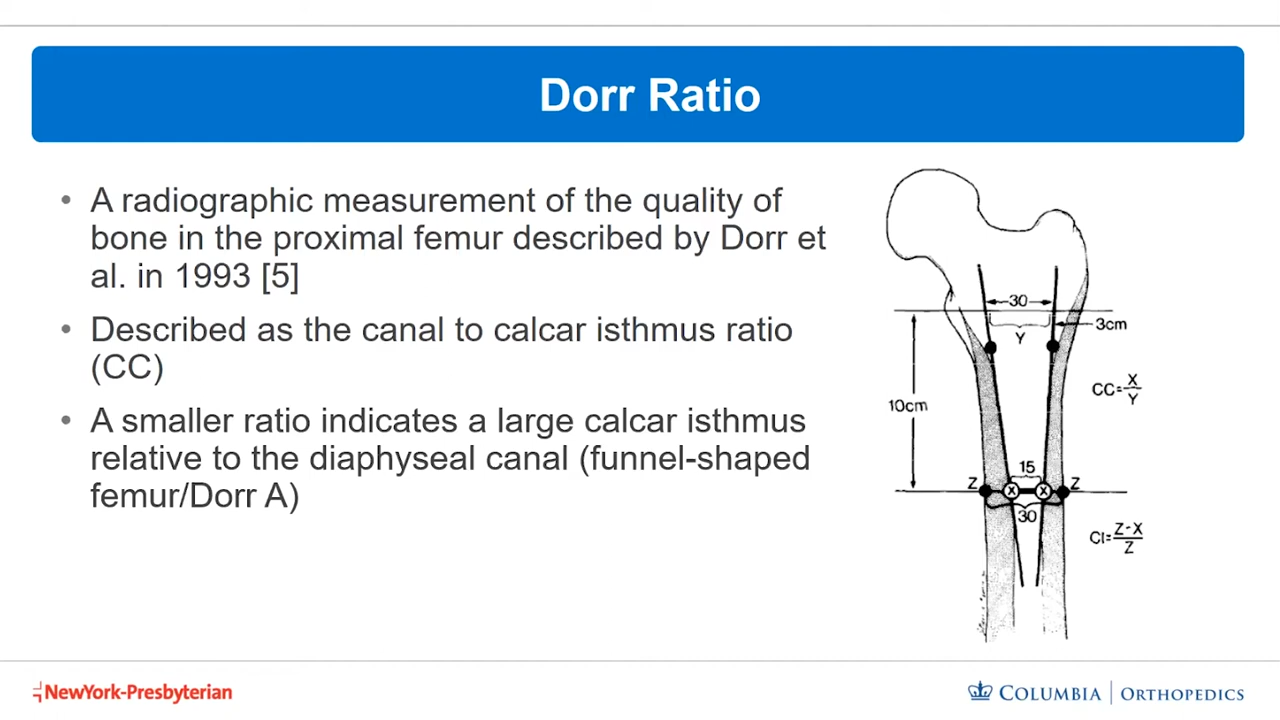 Dorr Ratio
• A radiographic measurement of the quality of
bone in the proximal femur described by Dorr et
al. in 1993 [5]
• Described as the canal to calcar isthmus ratio
(CC)
• A smaller ratio indicates a large calcar isthmus
relative to the diaphyseal canal (funnel-shaped
femur/Dorr A)
30
Y
3cm
CC=X/Y
10cm
15
Z X X Z
30
CI=Z-X/Z
NewYork-Presbyterian
COLUMBIA | ORTHOPEDICS